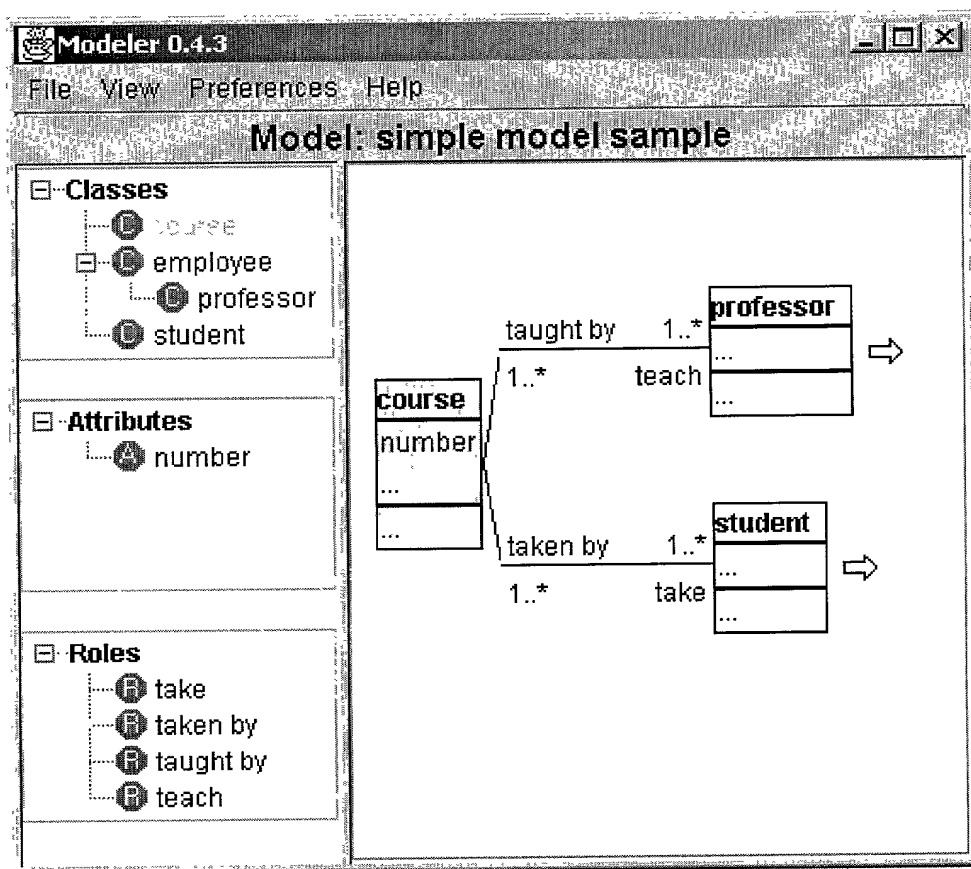 Modeler 0.4.3
File View Preferences Help
Model: simple model sample
Classes
course
employee
professor
student
Attributes
number
Roles
take
taken by
taught by
teach
course
number
...
...
taught by 1..*
1..* teach
professor
...
...
taken by 1..*
1..* take
student
...
...